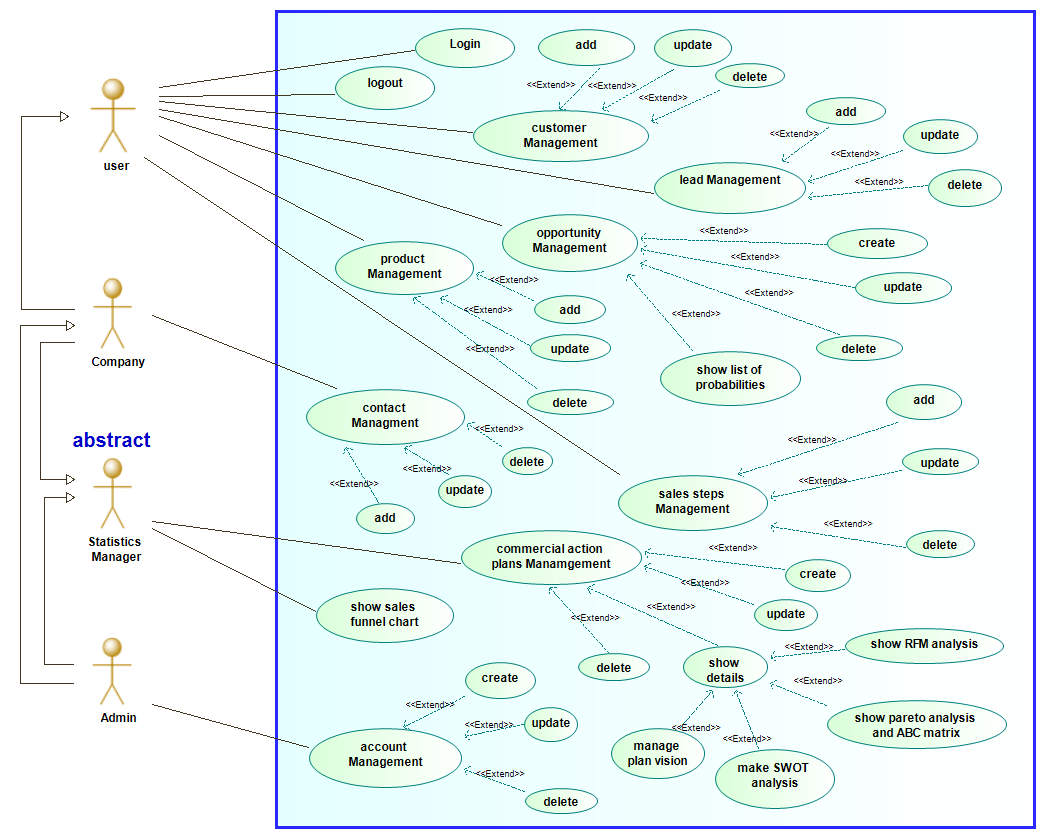 Login
add
update
logout
<<Extend>>
<<Extend>>
delete
<<Extend>>
customer
Management
add
<<Extend>>
update
user
<<Extend>>
lead Management
<<Extend>>
delete
opportunity
Management
<<Extend>>
create
<<Extend>>
product
Management
<<Extend>>
update
<<Extend>>
add
<<Extend>>
<<Extend>>
update
<<Extend>>
delete
Company
show list of
probabilities
delete
add
contact
Managment
<<Extend>>
<<Extend>>
abstract
<<Extend>>
delete
update
<<Extend>>
<<Extend>>
update
add
sales steps
Management
<<Extend>>
delete
Statistics
Manager
commercial action
plans Manamgement
<<Extend>>
create
<<Extend>>
show sales
funnel chart
<<Extend>>
<<Extend>>
update
delete
show
details
<<Extend>>
show RFM analysis
create
<<Extend>>
Admin
<<Extend>>
<<Extend>>
update
<<Extend>>
show pareto analysis
and ABC matrix
account
Management
manage
plan vision
<<Extend>>
<<Extend>>
make SWOT
analysis
delete